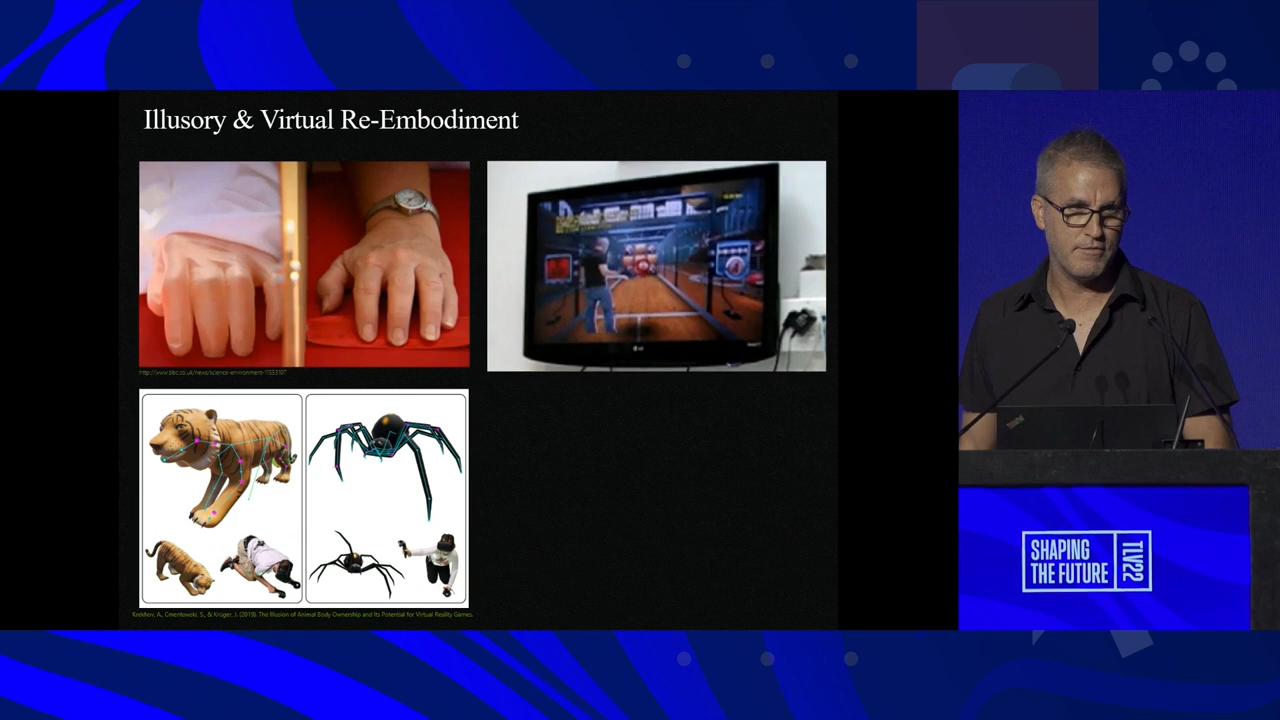 Illusory & Virtual Re-Embodiment
http://www.bbc.co.uk/news/science-environment-11553107
Krekhov, A., Cmentowski, S., & Krüger, J. (2019). The Illusion of Animal Body Ownership and Its Potential for Virtual Reality Games.
SHAPING
THE FUTURE
TLV22